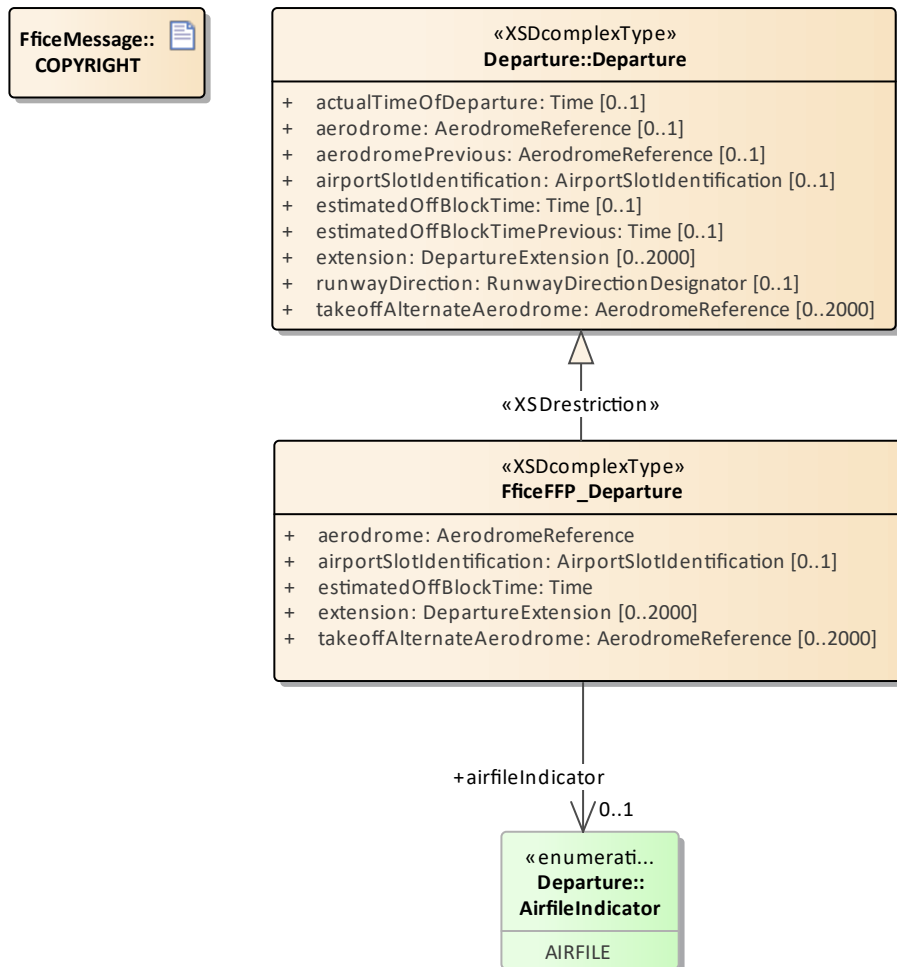 FficeMessage::
COPYRIGHT
«XSDcomplexType»
Departure::Departure
+ actualTimeOfDeparture: Time [0..1]
+ aerodrome: AerodromeReference [0..1]
+ aerodromePrevious: AerodromeReference [0..1]
+ airportSlotIdentification: AirportSlotIdentification [0..1]
+ estimatedOffBlockTime: Time [0..1]
+ estimatedOffBlockTimePrevious: Time [0..1]
+ extension: DepartureExtension [0..2000]
+ runwayDirection: RunwayDirectionDesignator [0..1]
+ takeoffAlternateAerodrome: AerodromeReference [0..2000]
«XSDrestriction»
«XSDcomplexType»
FficeFFP_Departure
+ aerodrome: AerodromeReference
+ airportSlotIdentification: AirportSlotIdentification [0..1]
+ estimatedOffBlockTime: Time
+ extension: DepartureExtension [0..2000]
+ takeoffAlternateAerodrome: AerodromeReference [0..2000]
+airfileIndicator
0..1
«enumerati...
Departure::
AirfileIndicator
AIRFILE